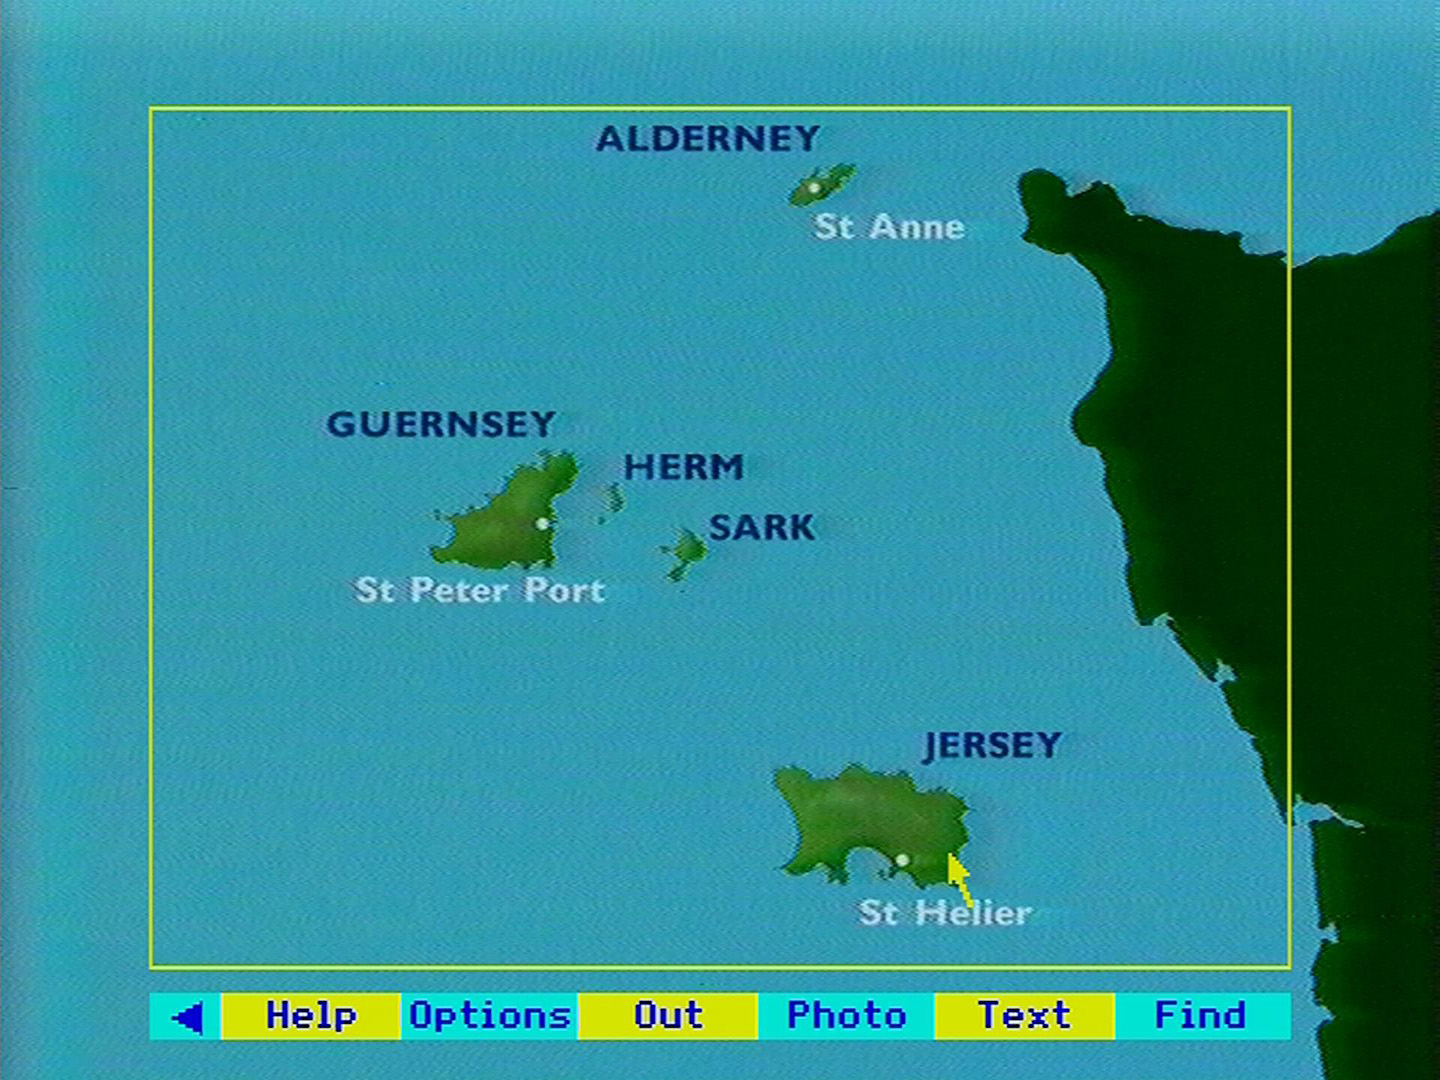 ALDERNEY
St Anne
GUERNSEY
HERM
SARK
St Peter Port
JERSEY
St Helier
Help Options Out Photo Text Find